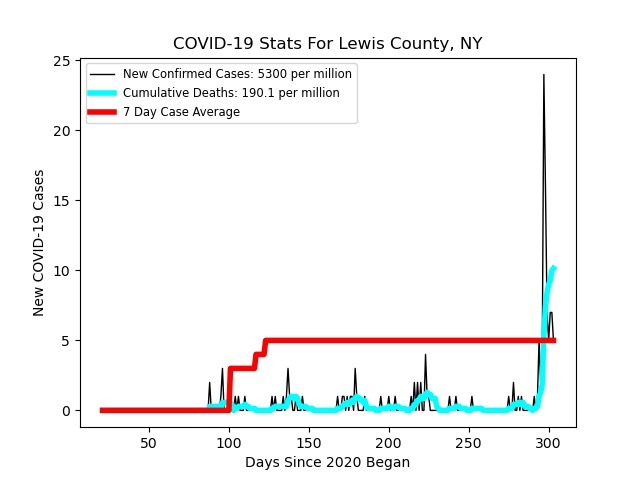 COVID-19 Stats For Lewis County, NY
New Confirmed Cases: 5300 per million
Cumulative Deaths: 190.1 per million
7 Day Case Average
25
20
15
10
5
0
New COVID-19 Cases
50 100 150 200 250 300
Days Since 2020 Began